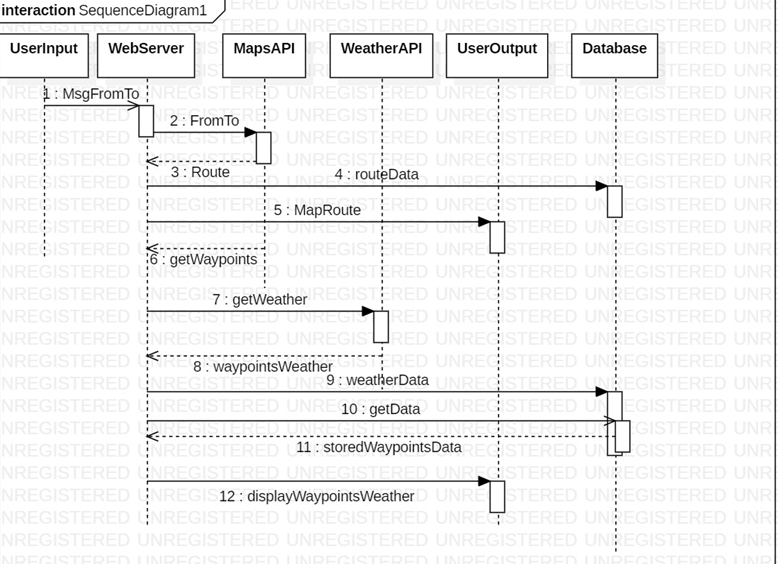 interaction SequenceDiagram1
UserInput WebServer MapsAPI WeatherAPI UserOutput Database
1 : MsgFromTo
2 : FromTo
3 : Route
4 : routeData
5 : MapRoute
6 : getWaypoints
7 : getWeather
8 : waypointsWeather
9 : weatherData
10 : getData
11 : storedWaypointsData
12 : displayWaypointsWeather
UNREGISTERED